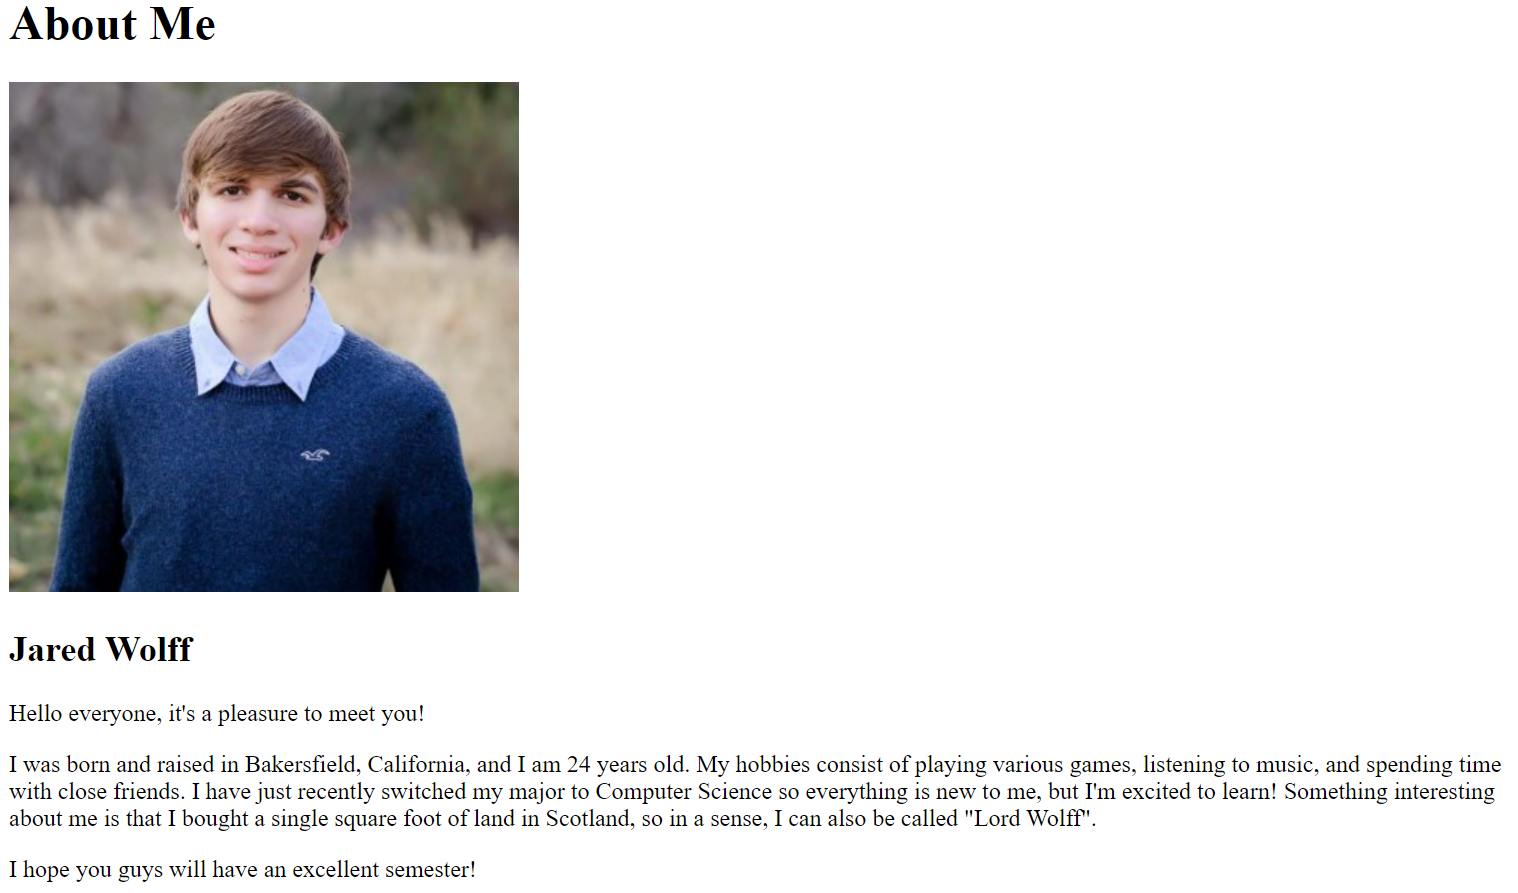 About Me
Jared Wolff
Hello everyone, it's a pleasure to meet you!
I was born and raised in Bakersfield, California, and I am 24 years old. My hobbies consist of playing various games, listening to music, and spending time
with close friends. I have just recently switched my major to Computer Science so everything is new to me, but I'm excited to learn! Something interesting
about me is that I bought a single square foot of land in Scotland, so in a sense, I can also be called "Lord Wolff".
I hope you guys will have an excellent semester!